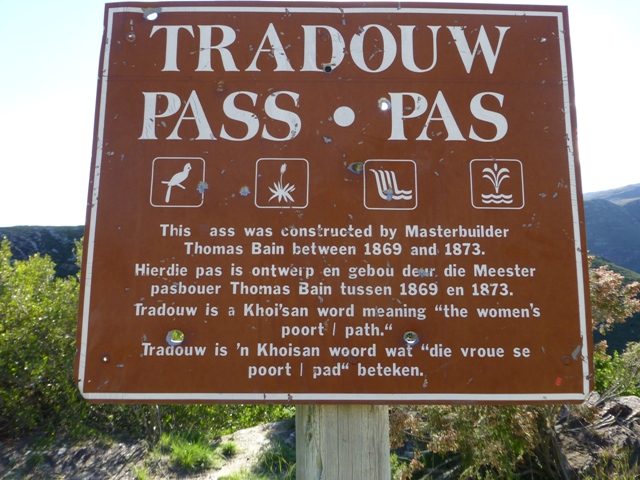 TRADOUW
PASS • PAS
This ass was constructed by Masterbuilder
Thomas Bain between 1869 and 1873.
Hierdie pas is ontwerp en gebou deur die Meester
pasbouer Thomas Bain tussen 1869 en 1873.
Tradouw is a Khoi'san word meaning "the women's
poort / path."
Tradouw is 'n Khoisan woord wat "die vroue se
poort / pad" beteken.